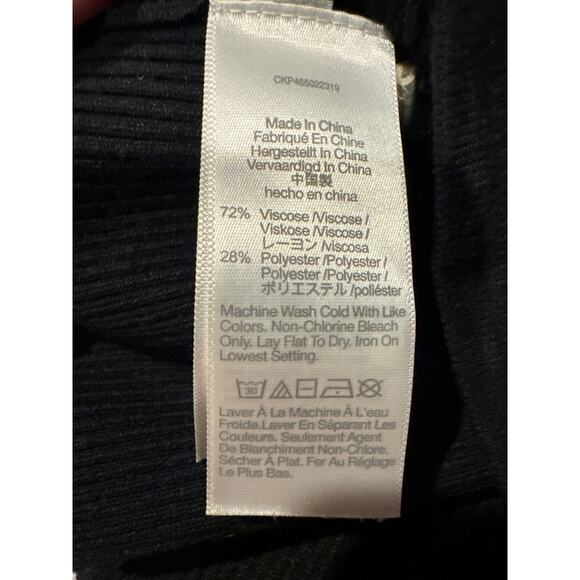 CKP465022319
Made In China
Fabriqué En Chine
Hergestellt In China
Vervaardigd In China
中国製
hecho en china
72% Viscose /Viscose /
Viskose /Viscose /
レーヨン /viscosa
28% Polyester /Polyester /
Polyester /Polyester /
ポリエステル /poliéster
Machine Wash Cold With Like
Colors. Non-Chlorine Bleach
Only. Lay Flat To Dry. Iron On
Lowest Setting.
30
Laver À La Machine À L'eau
Froide.Laver En Séparant Les
Couleurs. Seulement Agent
De Blanchiment Non-Chlore.
Sécher À Plat. Fer Au Réglage
Le Plus Bas.